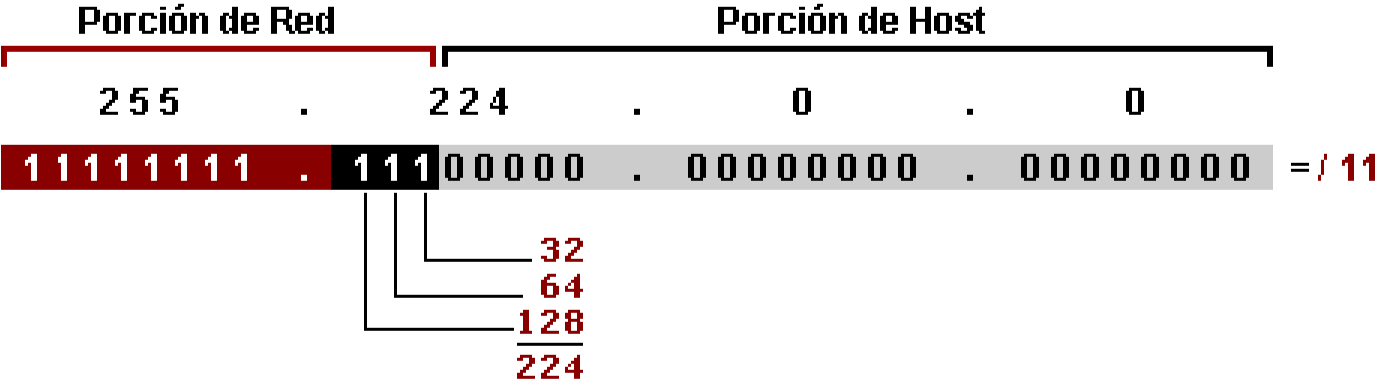 Porción de Red Porción de Host
255 . 224 . 0 . 0
11111111 . 11100000 . 00000000 . 00000000 = / 11
32
64
128
224